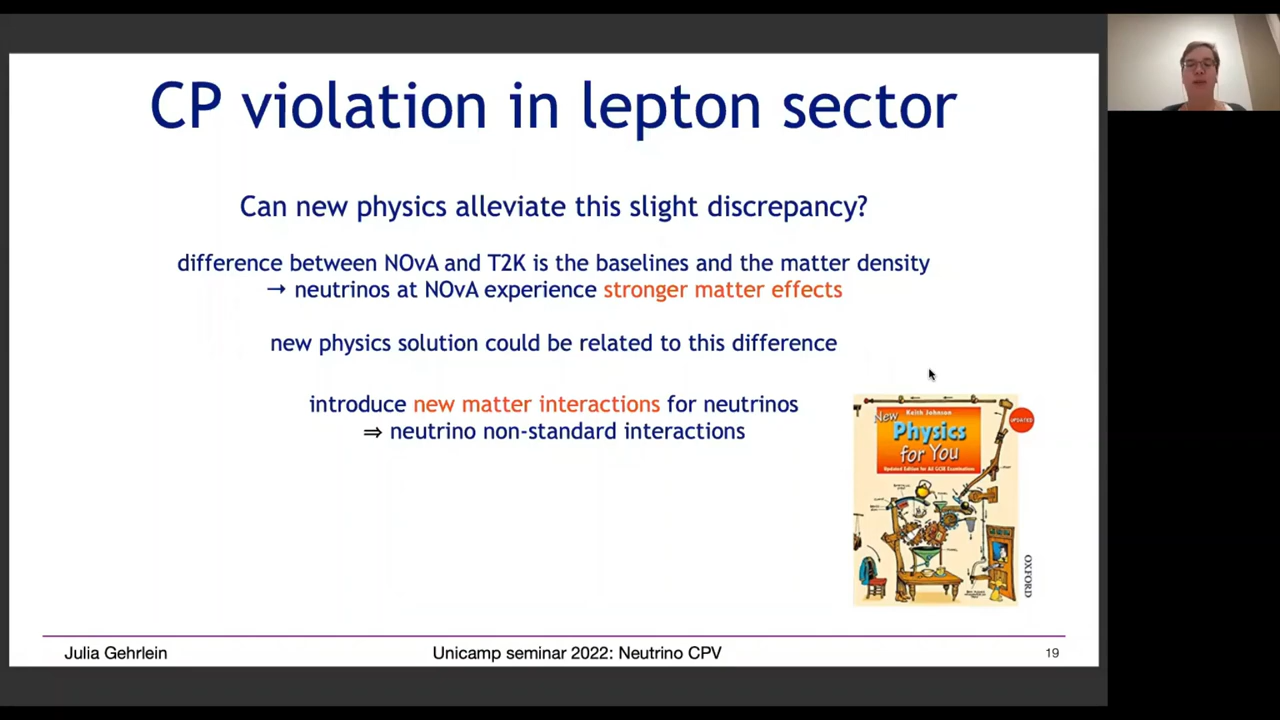 CP violation in lepton sector
Can new physics alleviate this slight discrepancy?
difference between NOvA and T2K is the baselines and the matter density
→ neutrinos at NOvA experience stronger matter effects
new physics solution could be related to this difference
introduce new matter interactions for neutrinos
⇒ neutrino non-standard interactions
Keith Johnson
New
Physics
for You
UPDATED
OXFORD
Julia Gehrlein
Unicamp seminar 2022: Neutrino CPV
19